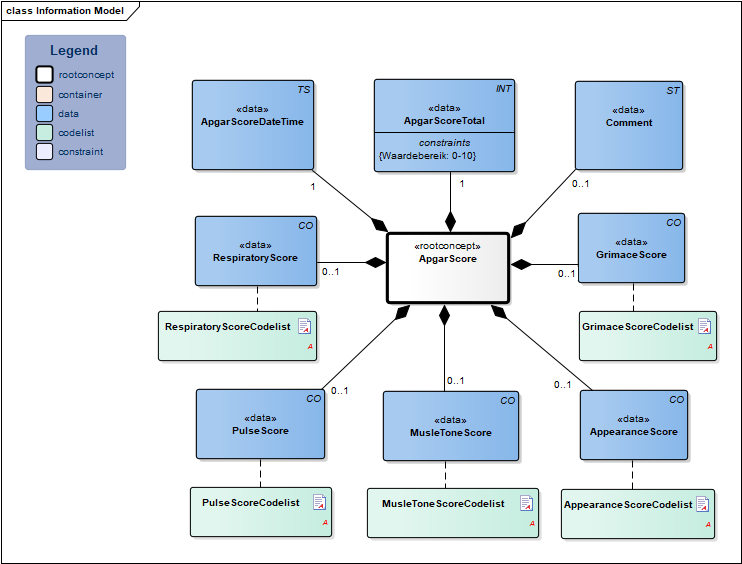 class Information Model
Legend
rootconcept
container
data
codelist
constraint
TS
«data»
ApgarScoreDateTime
INT
«data»
ApgarScoreTotal
constraints
{Waardebereik: 0-10}
ST
«data»
Comment
1
1
0..1
CO
«data»
RespiratoryScore
0..1
«rootconcept»
ApgarScore
CO
«data»
GrimaceScore
0..1
RespiratoryScoreCodelist
A
GrimaceScoreCodelist
A
0..1
0..1
0..1
CO
«data»
PulseScore
CO
«data»
MusleToneScore
CO
«data»
AppearanceScore
PulseScoreCodelist
A
MusleToneScoreCodelist
A
AppearanceScoreCodelist
A